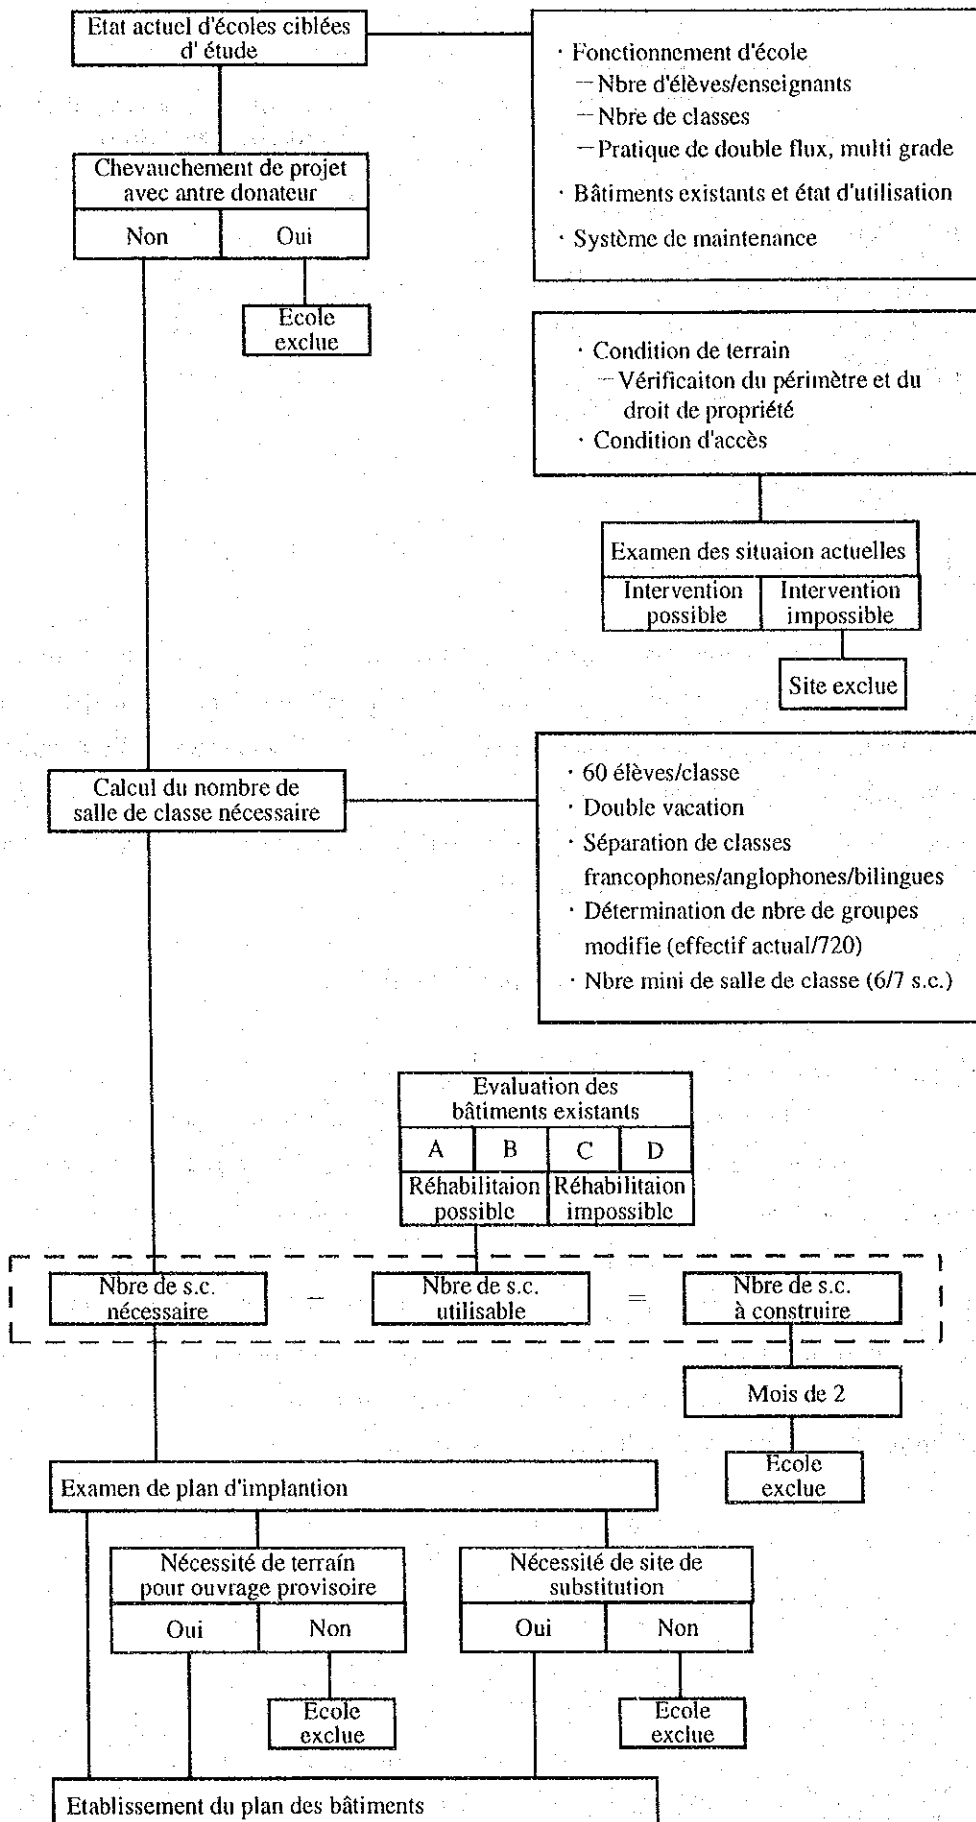 Etat actuel d'écoles ciblées
d' étude
· Fonctionnement d'école
—Nbre d'élèves/enseignants
—Nbre de classes
—Pratique de double flux, multi grade
· Bâtiments existants et état d'utilisation
· Système de maintenance
Chevauchement de projet
avec antre donateur
Non
Oui
Ecole
exclue
· Condition de terrain
—Vérificaiton du périmètre et du
droit de propriété
· Condition d'accès
Examen des situaion actuelles
Intervention
possible
Intervention
impossible
Site exclue
Calcul du nombre de
salle de classe nécessaire
· 60 élèves/classe
· Double vacation
· Séparation de classes
francophones/anglophones/bilingues
· Détermination de nbre de groupes
modifie (effectif actual/720)
· Nbre mini de salle de classe (6/7 s.c.)
Evaluation des
bâtiments existants
A
B
C
D
Réhabilitaion
possible
Réhabilitaion
impossible
Nbre de s.c.
nécessaire
−
Nbre de s.c.
utilisable
=
Nbre de s.c.
à construire
Mois de 2
Ecole
exclue
Examen de plan d'implantion
Nécessité de terrain
pour ouvrage provisoire
Oui
Non
Ecole
exclue
Nécessité de site de
substitution
Oui
Non
Ecole
exclue
Etablissement du plan des bâtiments